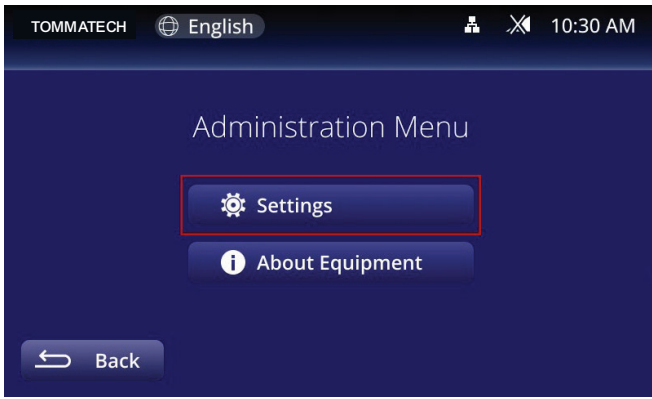 TOMMATECH English 10:30 AM
Administration Menu
Settings
About Equipment
Back